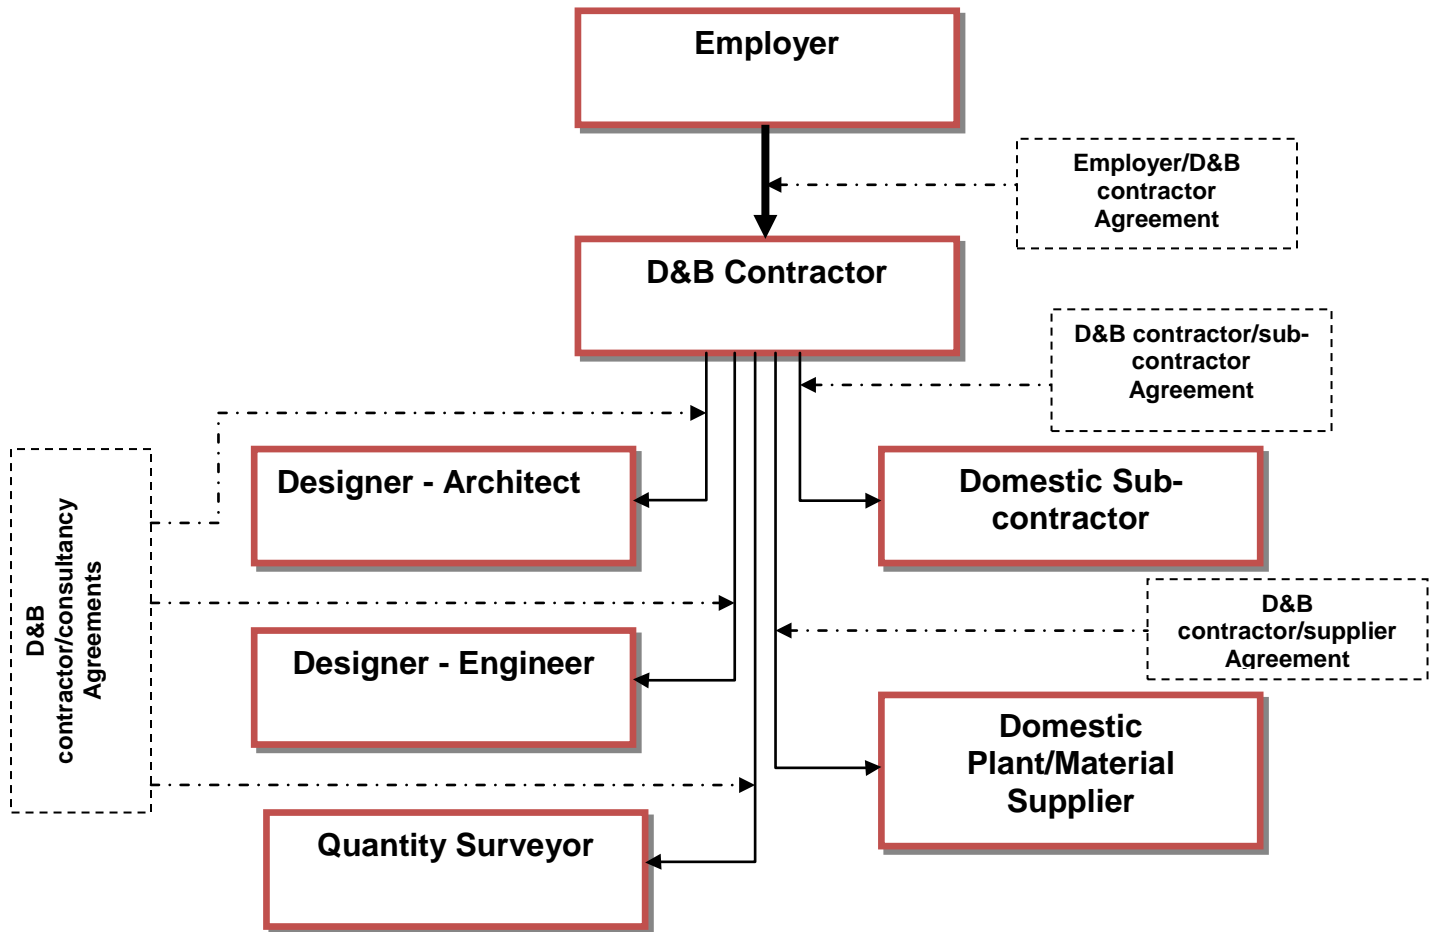 Employer
Employer/D&B
contractor
Agreement
D&B Contractor
D&B contractor/sub-
contractor
Agreement
Designer - Architect
Domestic Sub-
contractor
D&B
contractor/consultancy
Agreements
D&B
contractor/supplier
Agreement
Designer - Engineer
Domestic
Plant/Material
Supplier
Quantity Surveyor